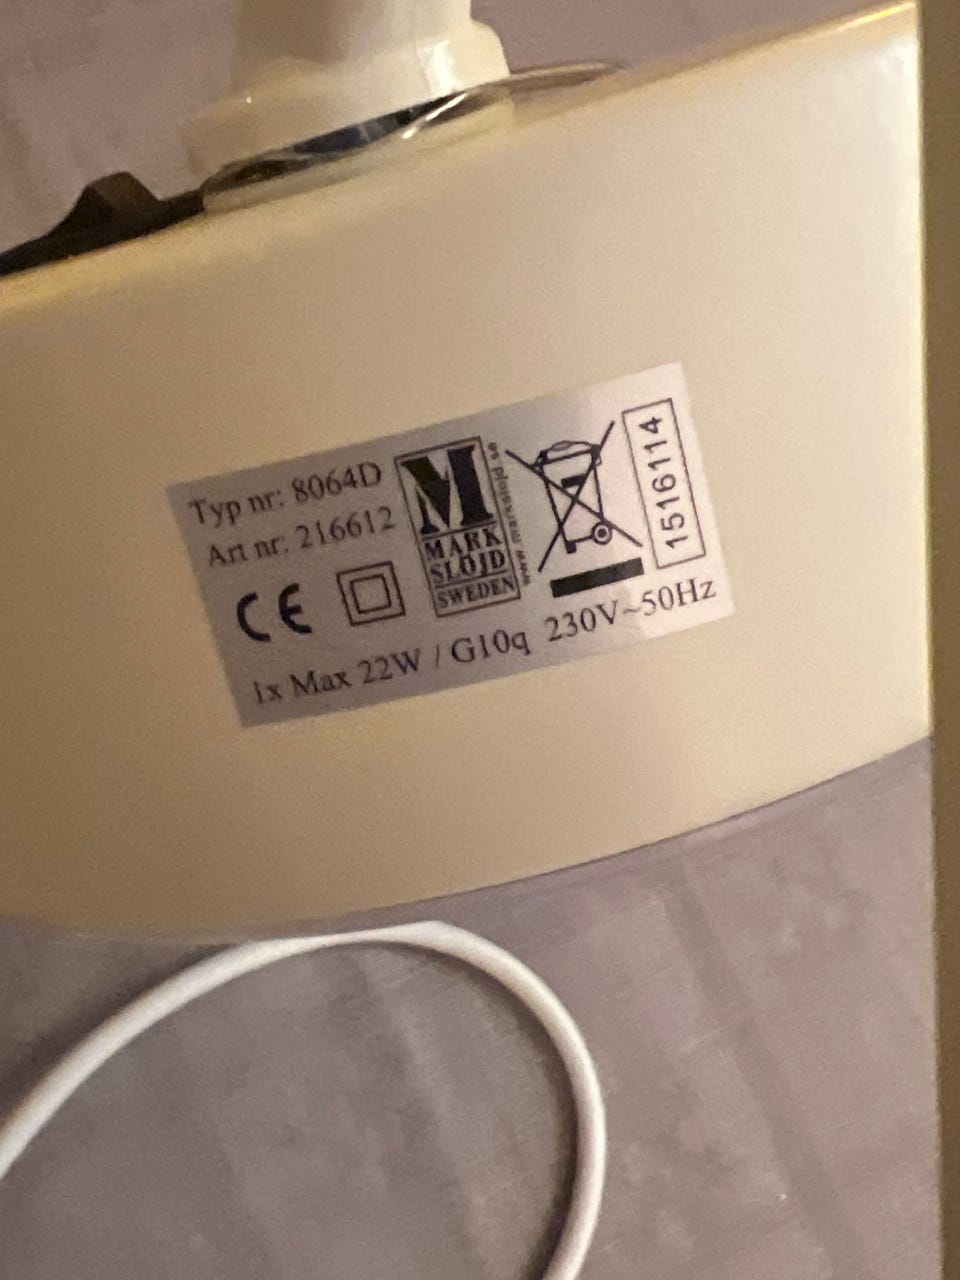 Typ nr: 8064D
Art nr: 216612
CE
M
MARK
SLÖJD
SWEDEN
www.markslojd.se
1516114
1x Max 22W / G10q 230V~50Hz